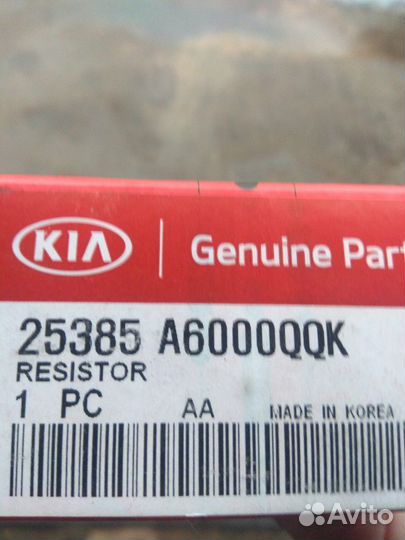 KIA
Genuine Part
25385 A6000QQK
RESISTOR
1 PC AA MADE IN KOREA
Avito